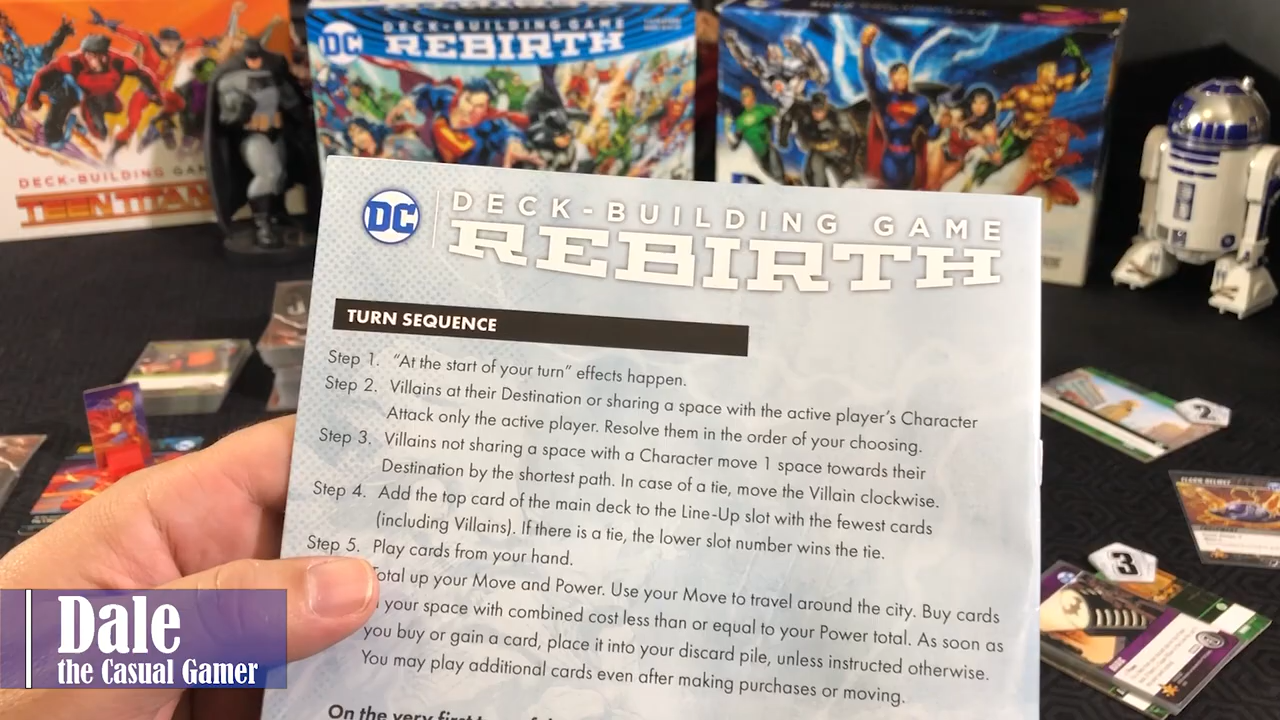 DC
DECK-BUILDING GAME
REBIRTH
DECK-BUILDING
TEEN TITANS
DC
DECK-BUILDING GAME
REBIRTH
TURN SEQUENCE
Step 1. “At the start of your turn” effects happen.
Step 2. Villains at their Destination or sharing a space with the active player’s Character
Attack only the active player. Resolve them in the order of your choosing.
Step 3. Villains not sharing a space with a Character move 1 space towards their
Destination by the shortest path. In case of a tie, move the Villain clockwise.
Step 4. Add the top card of the main deck to the Line-Up slot with the fewest cards
(including Villains). If there is a tie, the lower slot number wins the tie.
Step 5. Play cards from your hand.
Total up your Move and Power. Use your Move to travel around the city. Buy cards
your space with combined cost less than or equal to your Power total. As soon as
you buy or gain a card, place it into your discard pile, unless instructed otherwise.
You may play additional cards even after making purchases or moving.
On the very first
2
3
Dale
the Casual Gamer